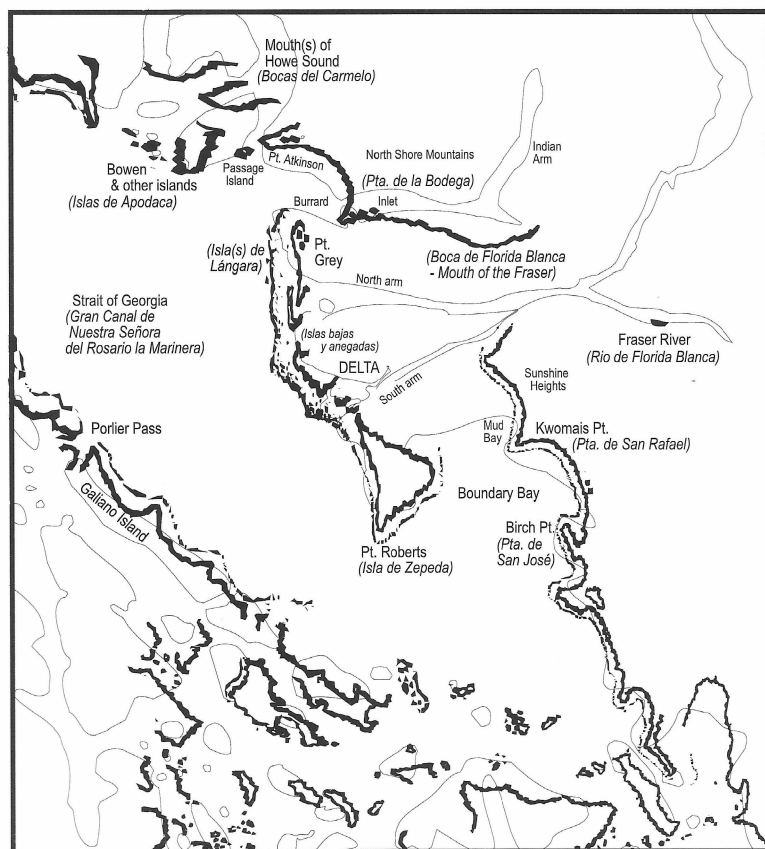 Mouth(s) of
Howe Sound
(Bocas del Carmelo)
Bowen
& other islands
(Islas de Apodaca)
Passage
Island
Pt. Atkinson
North Shore Mountains
(Pta. de la Bodega)
Indian
Arm
Burrard
Inlet
(Isla(s) de
Lángara)
Pt.
Grey
(Boca de Florida Blanca
- Mouth of the Fraser)
North arm
Strait of Georgia
(Gran Canal de
Nuestra Señora
del Rosario la Marinera)
(Islas bajas
y anegadas)
DELTA
South arm
Fraser River
(Rio de Florida Blanca)
Sunshine
Heights
Porlier Pass
Mud
Bay
Kwomais Pt.
(Pta. de San Rafael)
Galiano Island
Boundary Bay
Birch Pt.
(Pta. de
San José)
Pt. Roberts
(Isla de Zepeda)